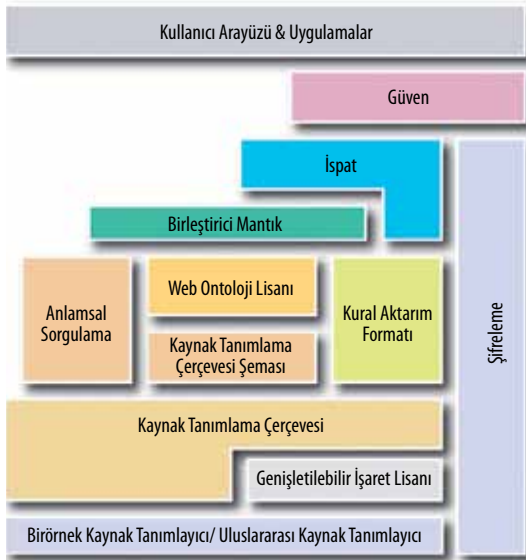 Kullanıcı Arayüzü & Uygulamalar
Güven
İspat
Birleştirici Mantık
Anlamsal
Sorgulama
Web Ontoloji Lisanı
Kaynak Tanımlama
Çerçevesi Şeması
Kural Aktarım
Formatı
Şifreleme
Kaynak Tanımlama Çerçevesi
Genişletilebilir İşaret Lisanı
Birörnek Kaynak Tanımlayıcı/ Uluslararası Kaynak Tanımlayıcı